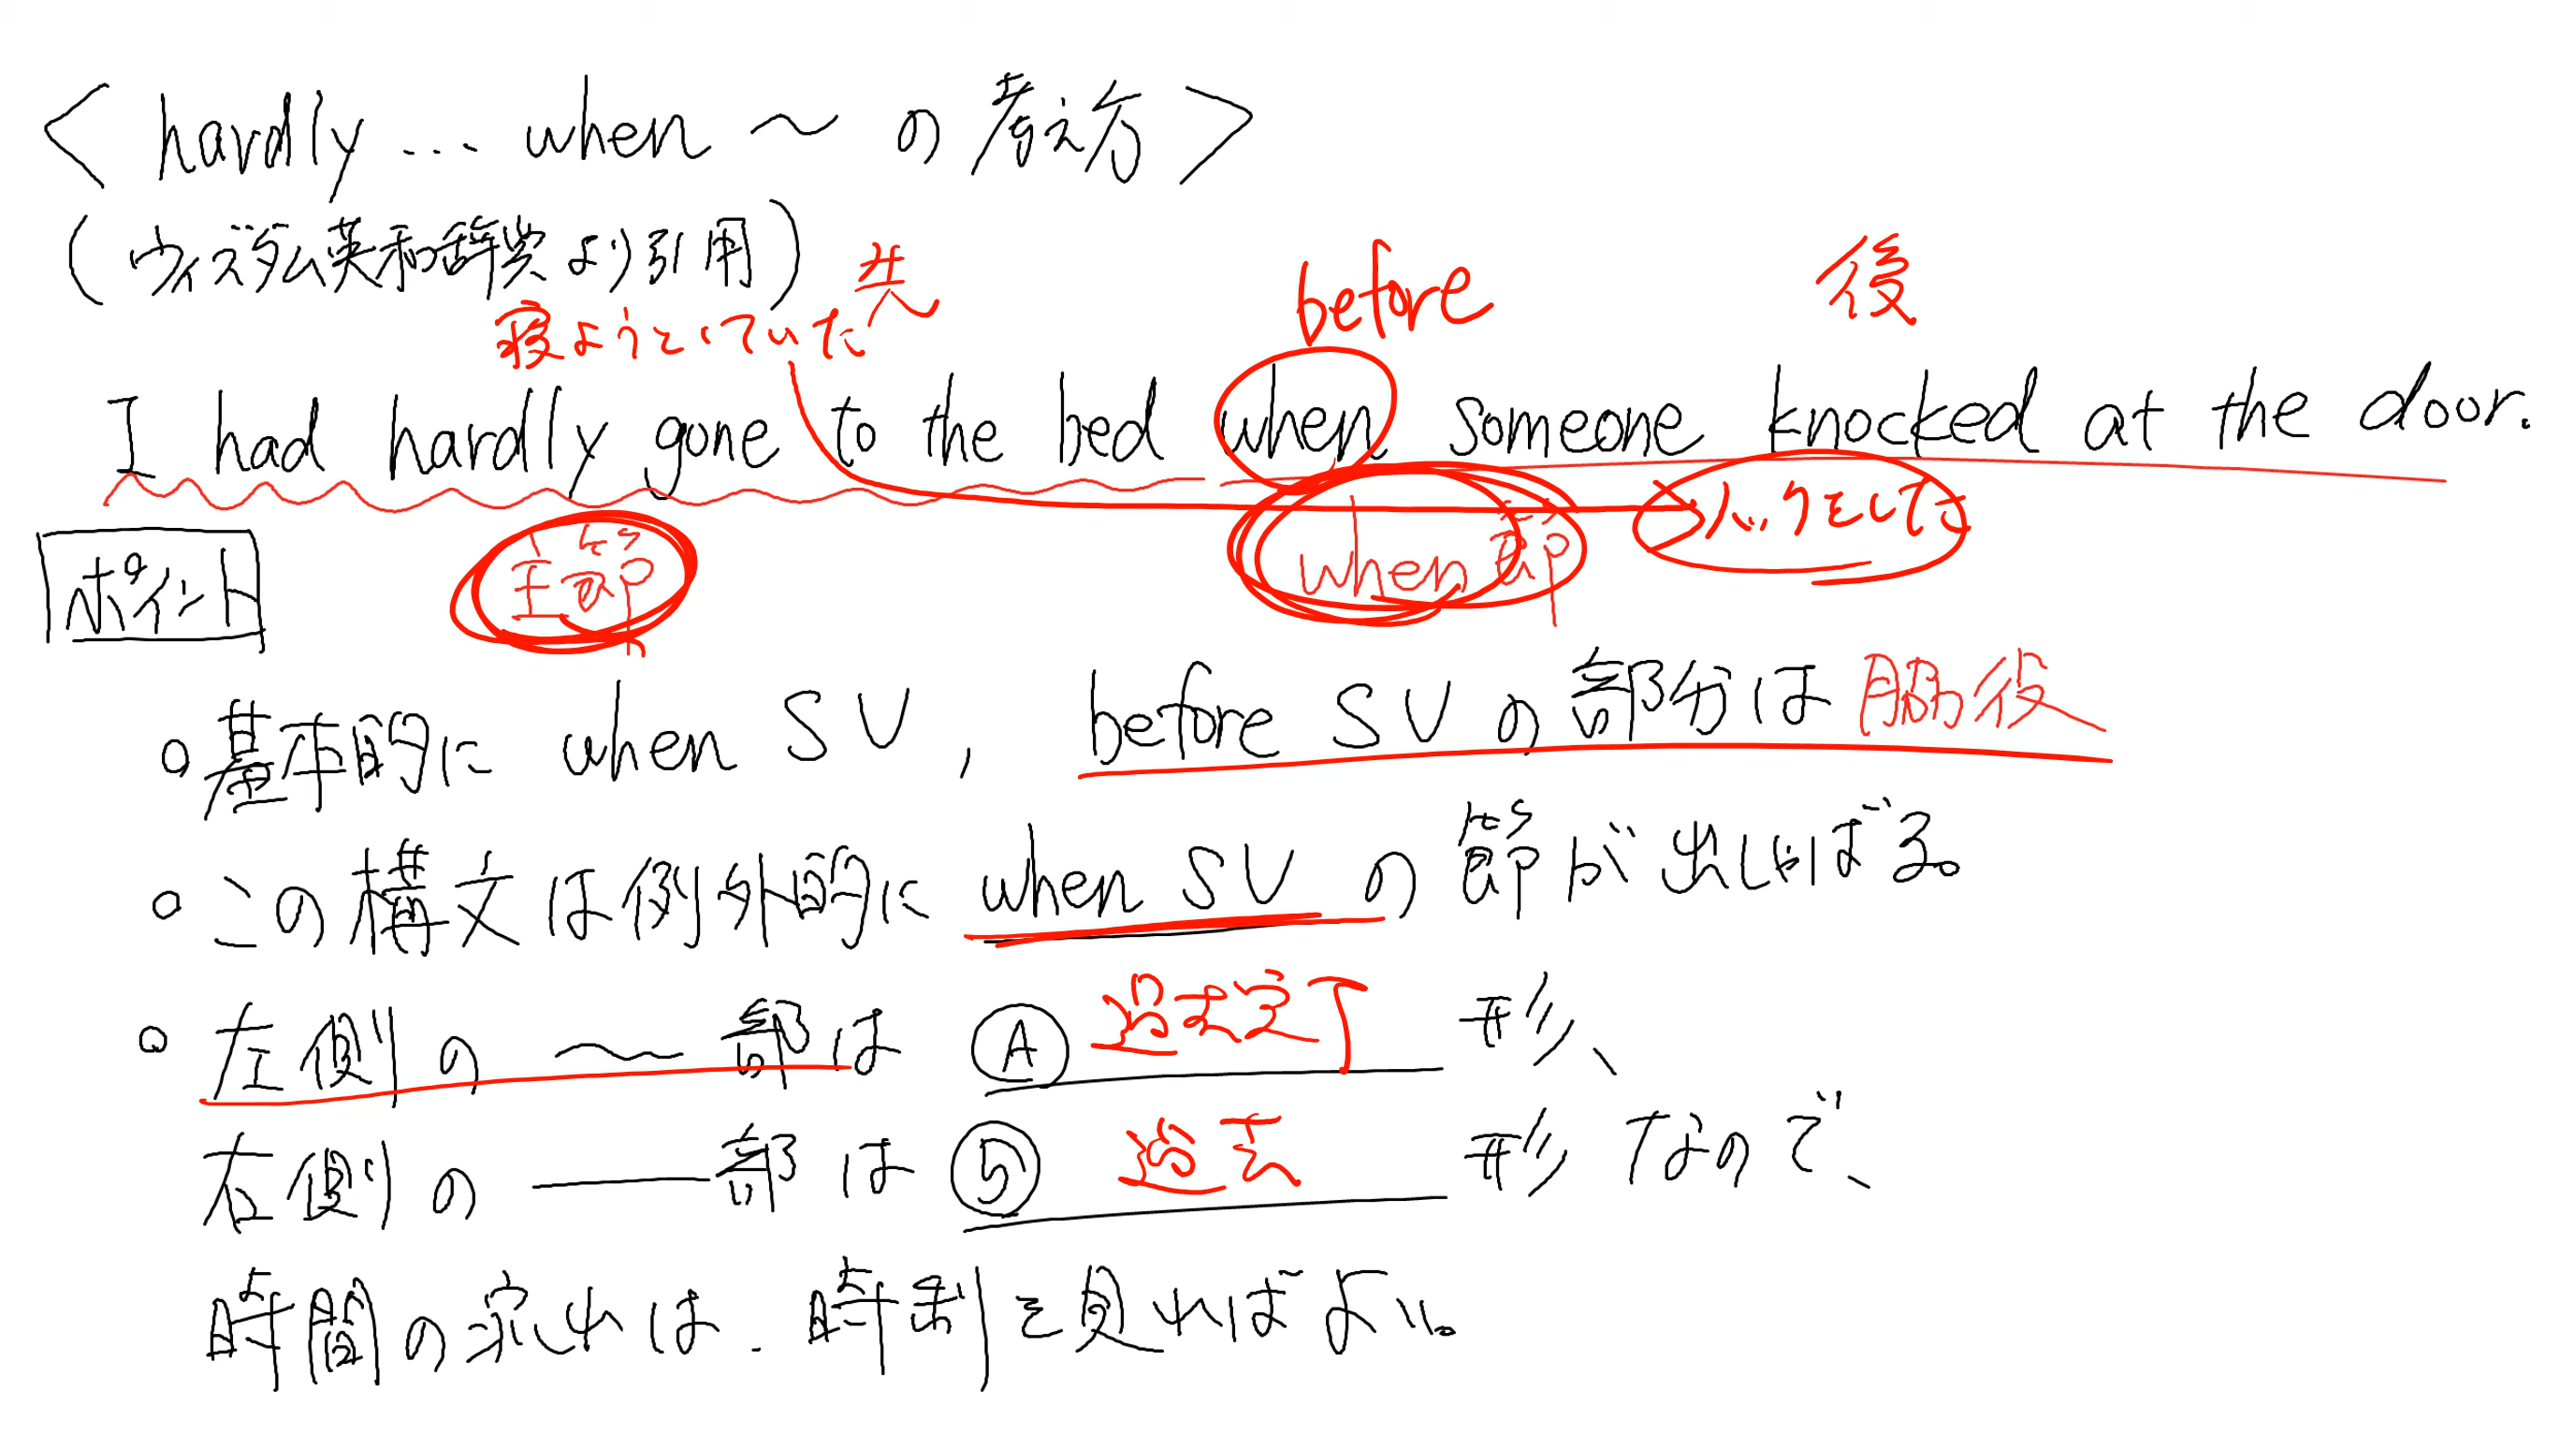 < hardly ... when ～ の考え方 >
(ウィズダム英和辞典より引用)
先
before
後
寝ようとしていた
I had hardly gone to the bed when someone knocked at the door.
主節
when節
ノックをした
ポイント
○基本的に when SV, before SV の部分は脇役
○この構文は例外的に when SV の節が出しゃばる。
○左側の ～ 部は Ⓐ 過去完了 形、
右側の ― 部は ⑤ 過去 形なので、
時間の流れは、時制を見ればよい。